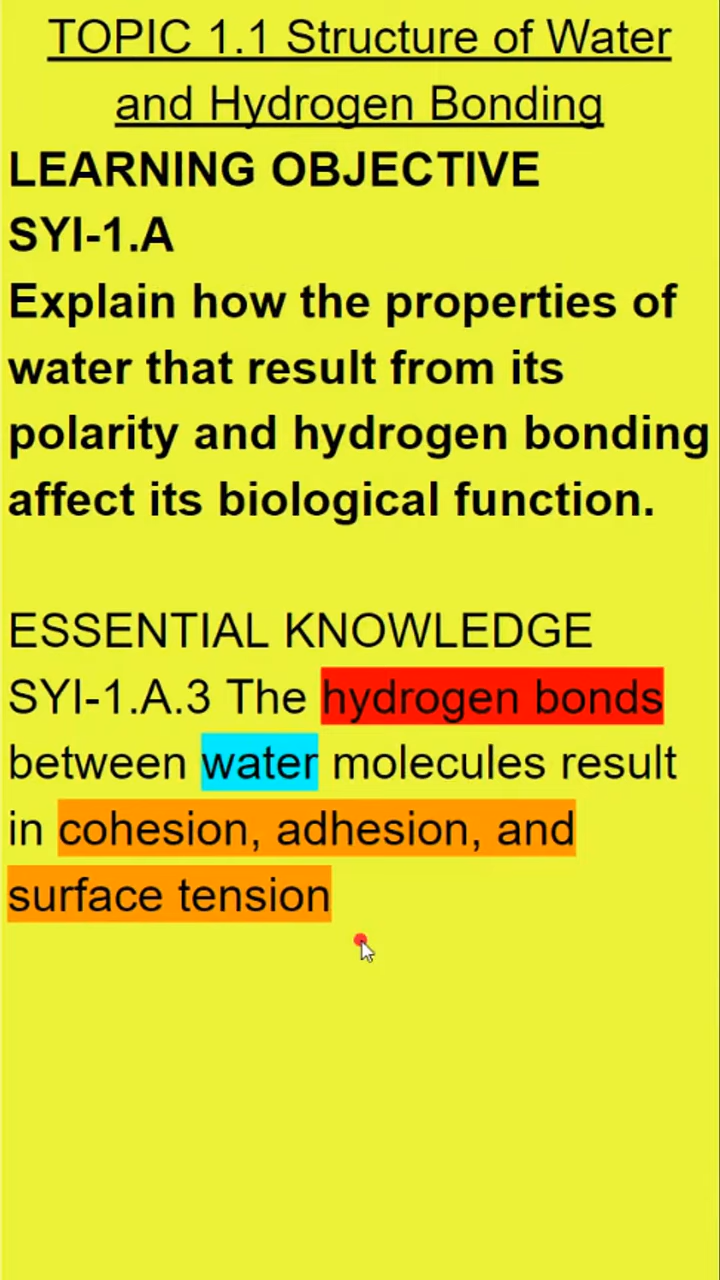 TOPIC 1.1 Structure of Water
and Hydrogen Bonding
LEARNING OBJECTIVE
SYI-1.A
Explain how the properties of
water that result from its
polarity and hydrogen bonding
affect its biological function.
ESSENTIAL KNOWLEDGE
SYI-1.A.3 The hydrogen bonds
between water molecules result
in cohesion, adhesion, and
surface tension